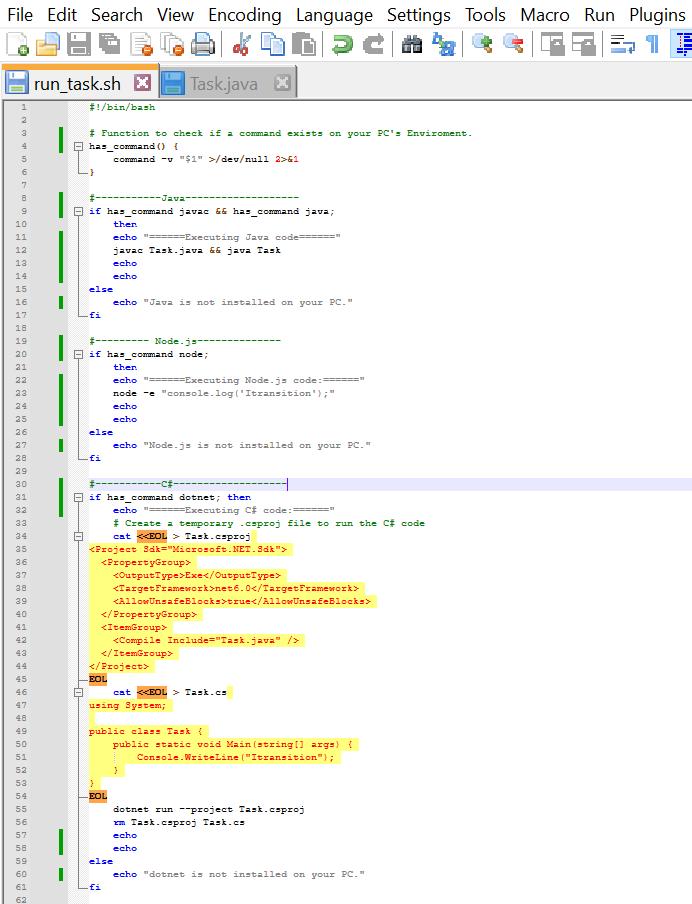 File Edit Search View Encoding Language Settings Tools Macro Run Plugins
run_task.sh Task.java
1 #!/bin/bash
2
3 # Function to check if a command exists on your PC's Enviroment.
4 has_command() {
5 command -v "$1" >/dev/null 2>&1
6 }
7
8 #-----------Java-------------------
9 if has_command javac && has_command java;
10 then
11 echo "======Executing Java code======"
12 javac Task.java && java Task
13 echo
14 echo
15 else
16 echo "Java is not installed on your PC."
17 fi
18
19 #--------- Node.js--------------
20 if has_command node;
21 then
22 echo "======Executing Node.js code:======"
23 node -e "console.log('Itransition');"
24 echo
25 echo
26 else
27 echo "Node.js is not installed on your PC."
28 fi
29
30 #-----------C#-------------------
31 if has_command dotnet; then
32 echo "======Executing C# code:======"
33 # Create a temporary .csproj file to run the C# code
34 cat <<EOL > Task.csproj
35 <Project Sdk="Microsoft.NET.Sdk">
36 <PropertyGroup>
37 <OutputType>Exe</OutputType>
38 <TargetFramework>net6.0</TargetFramework>
39 <AllowUnsafeBlocks>true</AllowUnsafeBlocks>
40 </PropertyGroup>
41 <ItemGroup>
42 <Compile Include="Task.java" />
43 </ItemGroup>
44 </Project>
45 EOL
46 cat <<EOL > Task.cs
47 using System;
48
49 public class Task {
50 public static void Main(string[] args) {
51 Console.WriteLine("Itransition");
52 }
53 }
54 EOL
55 dotnet run --project Task.csproj
56 rm Task.csproj Task.cs
57 echo
58 echo
59 else
60 echo "dotnet is not installed on your PC."
61 fi
62